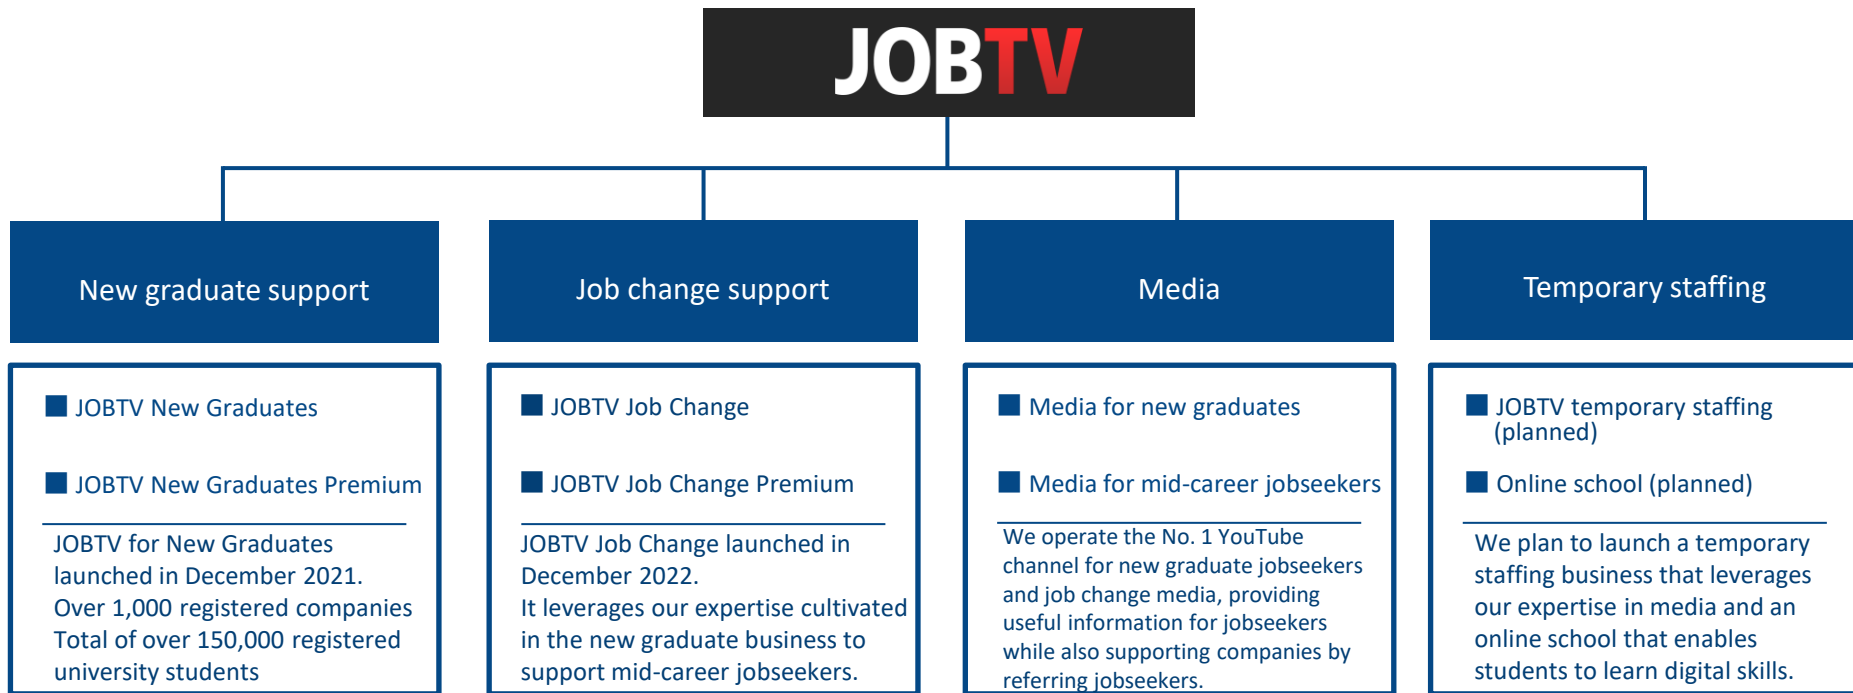 JOBTV
New graduate support
Job change support
Media
Temporary staffing
JOBTV New Graduates
JOBTV New Graduates Premium
JOBTV for New Graduates
launched in December 2021.
Over 1,000 registered companies
Total of over 150,000 registered
university students
JOBTV Job Change
JOBTV Job Change Premium
JOBTV Job Change launched in
December 2022.
It leverages our expertise cultivated
in the new graduate business to
support mid-career jobseekers.
Media for new graduates
Media for mid-career jobseekers
We operate the No. 1 YouTube
channel for new graduate jobseekers
and job change media, providing
useful information for jobseekers
while also supporting companies by
referring jobseekers.
JOBTV temporary staffing
(planned)
Online school (planned)
We plan to launch a temporary
staffing business that leverages
our expertise in media and an
online school that enables
students to learn digital skills.